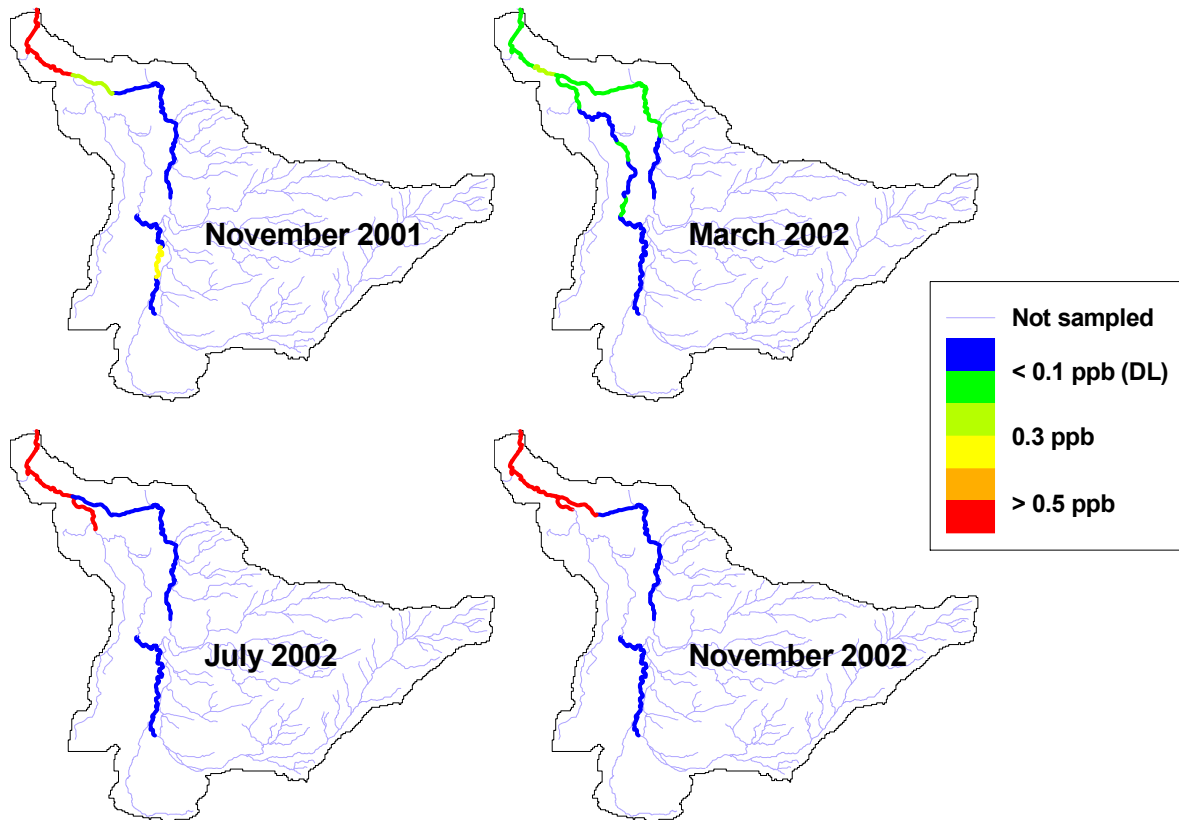 November 2001
March 2002
Not sampled
< 0.1 ppb (DL)
0.3 ppb
> 0.5 ppb
July 2002
November 2002